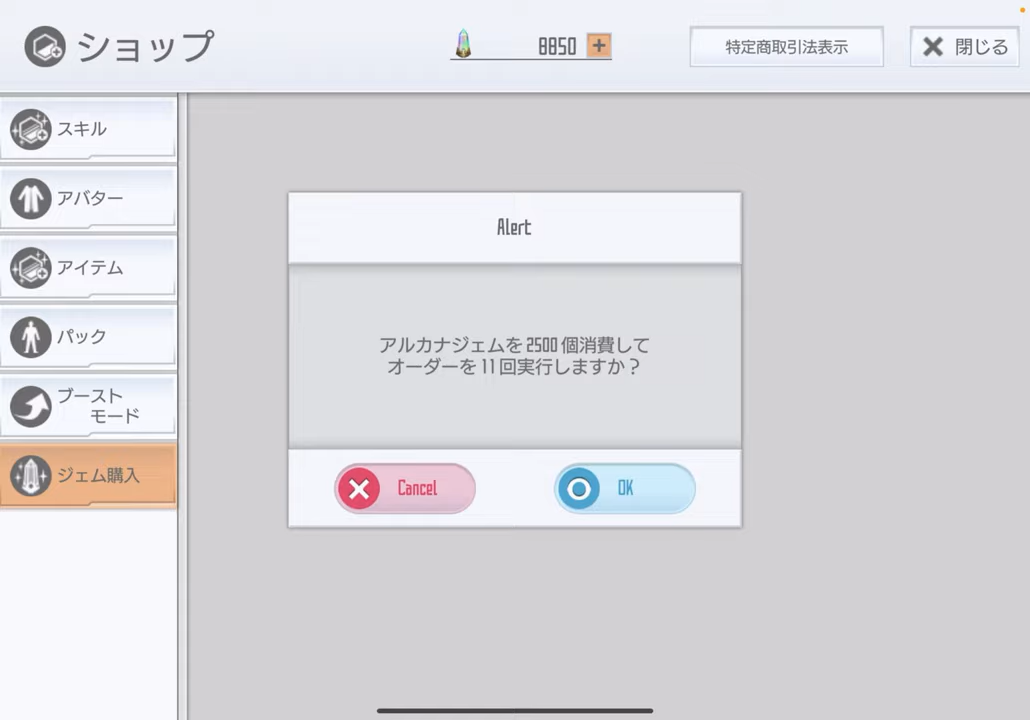 ショップ
8850
特定商取引法表示
閉じる
スキル
アバター
アイテム
パック
ブースト
モード
ジェム購入
Alert
アルカナジェムを2500個消費して
オーダーを11回実行しますか？
Cancel
OK